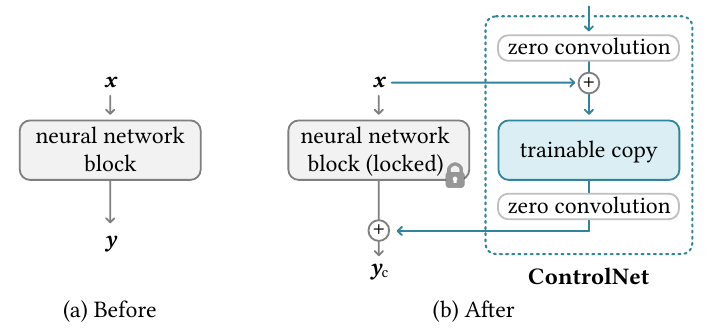 x
neural network
block
y
(a) Before
x
neural network
block (locked)
+
y_c
zero convolution
+
trainable copy
zero convolution
ControlNet
(b) After